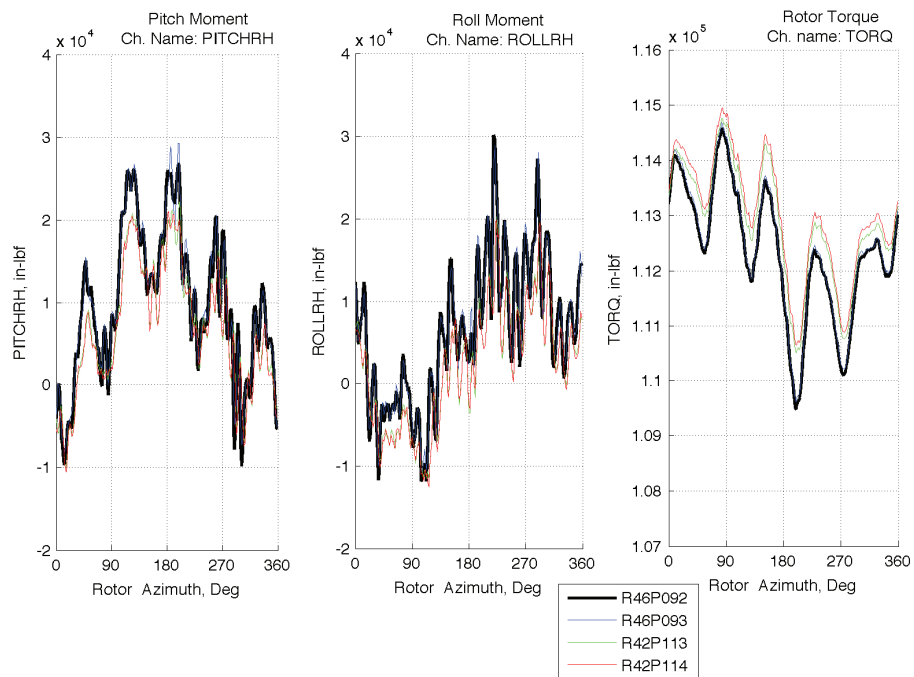 Pitch Moment
Ch. Name: PITCHRH
x 10^4
4
3
2
1
0
-1
-2
PITCHRH, in-lbf
0 90 180 270 360
Rotor Azimuth, Deg
Roll Moment
Ch. Name: ROLLRH
x 10^4
4
3
2
1
0
-1
-2
ROLLRH, in-lbf
0 90 180 270 360
Rotor Azimuth, Deg
Rotor Torque
Ch. name: TORQ
x 10^5
1.16
1.15
1.14
1.13
1.12
1.11
1.1
1.09
1.08
1.07
TORQ, in-lbf
0 90 180 270 360
Rotor Azimuth, Deg
R46P092
R46P093
R42P113
R42P114